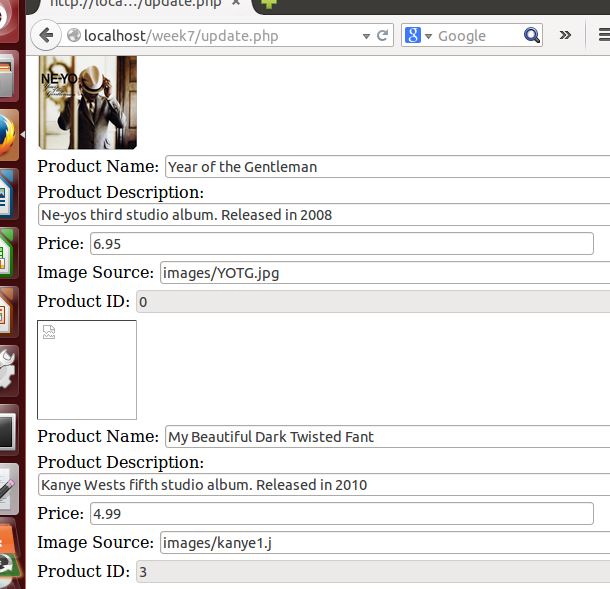 http://loca.../update.php
localhost/week7/update.php
Google
NE-YO
Product Name: Year of the Gentleman
Product Description:
Ne-yos third studio album. Released in 2008
Price: 6.95
Image Source: images/YOTG.jpg
Product ID: 0
Product Name: My Beautiful Dark Twisted Fant
Product Description:
Kanye Wests fifth studio album. Released in 2010
Price: 4.99
Image Source: images/kanye1.j
Product ID: 3